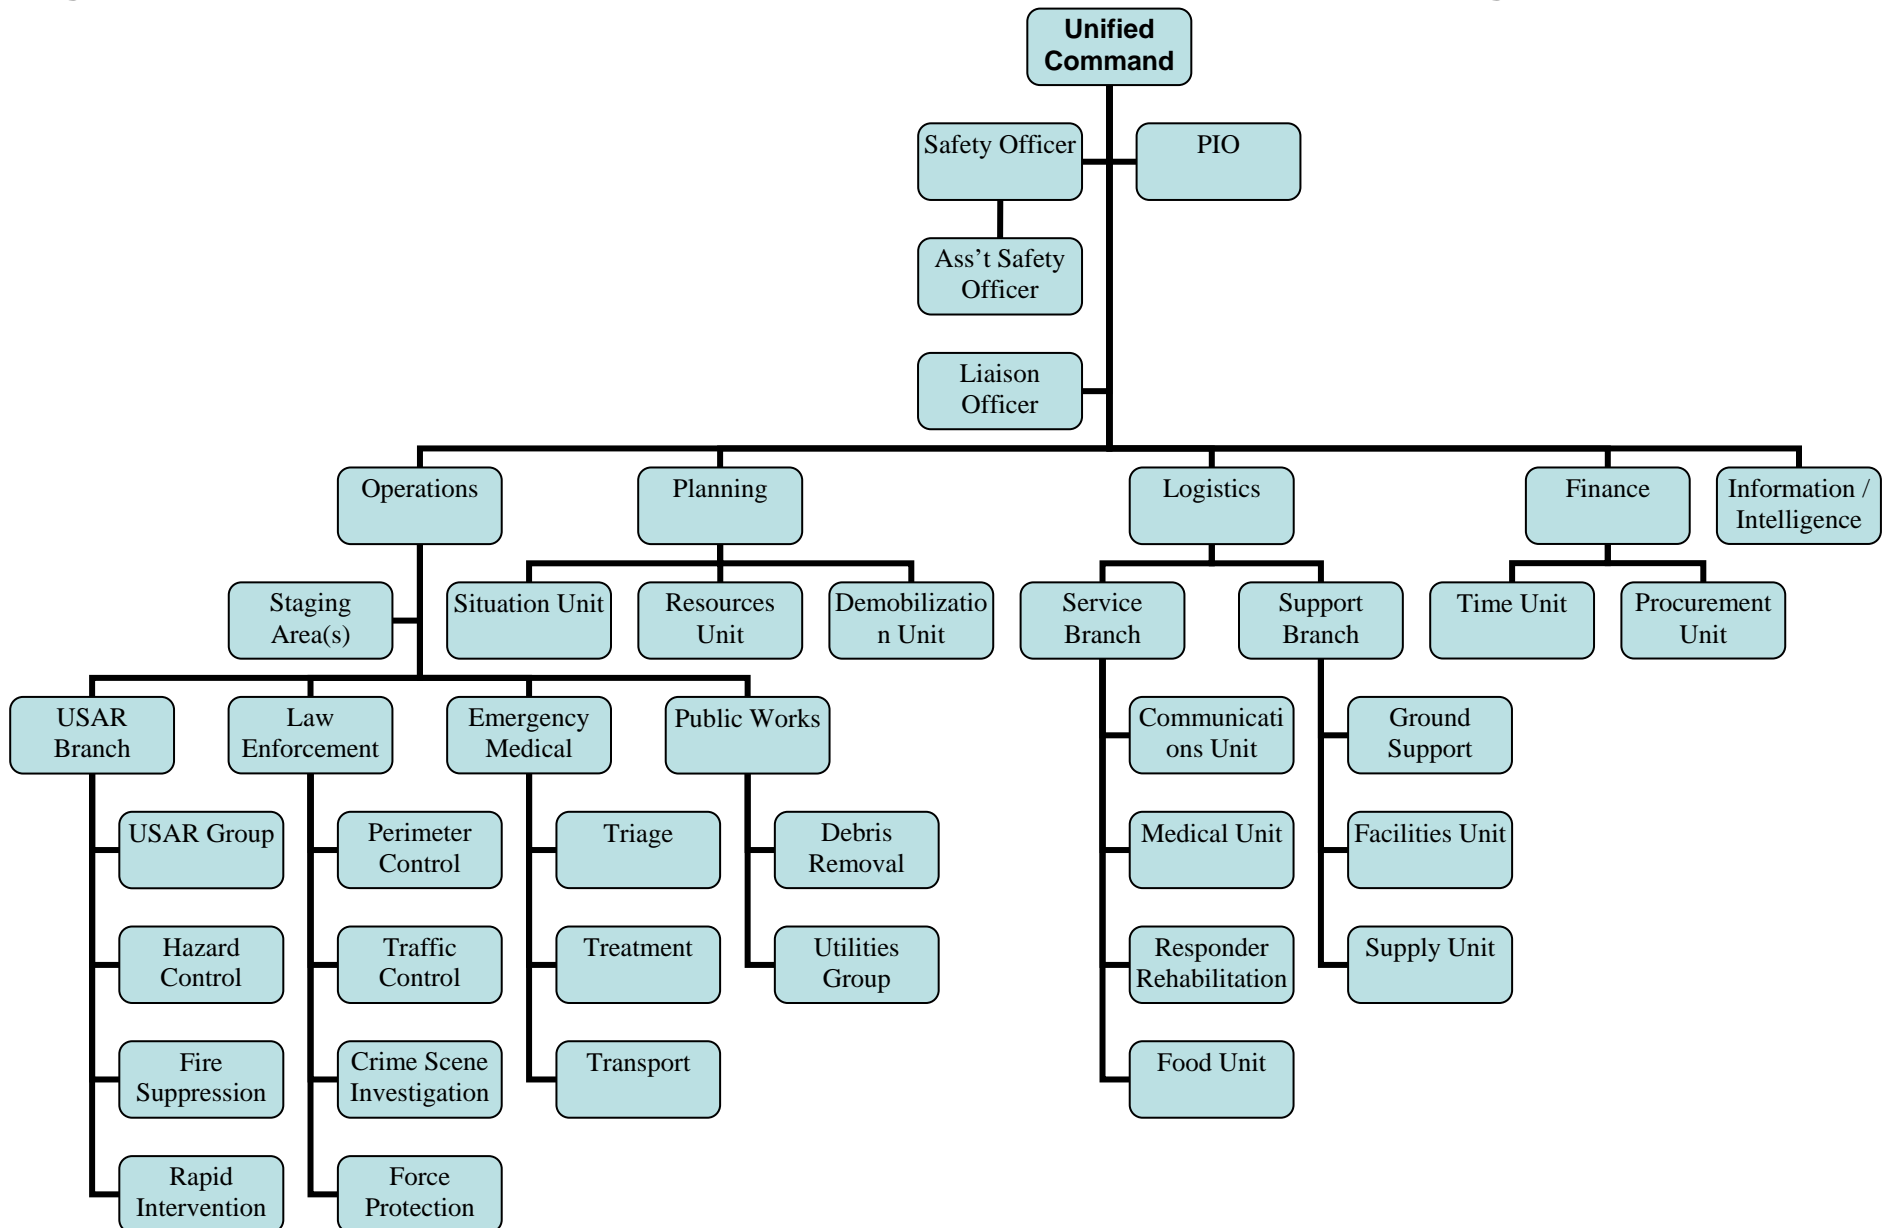 Unified
Command
Safety Officer
PIO
Ass’t Safety
Officer
Liaison
Officer
Operations
Planning
Logistics
Finance
Information /
Intelligence
Staging
Area(s)
Situation Unit
Resources
Unit
Demobilizatio
n Unit
Service
Branch
Support
Branch
Time Unit
Procurement
Unit
USAR
Branch
Law
Enforcement
Emergency
Medical
Public Works
Communicati
ons Unit
Ground
Support
USAR Group
Perimeter
Control
Triage
Debris
Removal
Medical Unit
Facilities Unit
Hazard
Control
Traffic
Control
Treatment
Utilities
Group
Responder
Rehabilitation
Supply Unit
Fire
Suppression
Crime Scene
Investigation
Transport
Food Unit
Rapid
Intervention
Force
Protection